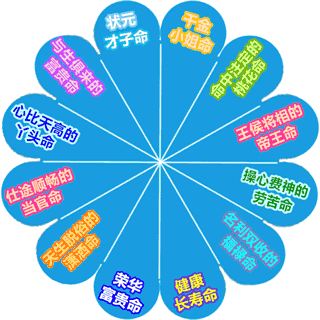 状元
才子命
千金
小姐命
命中注定的
桃花命
王侯将相的
帝王命
操心费神的
劳苦命
名利双收的
福禄命
健康
长寿命
荣华
富贵命
天生脱俗的
潇洒命
仕途顺畅的
当官命
心比天高的
丫头命
与生俱来的
富贵命